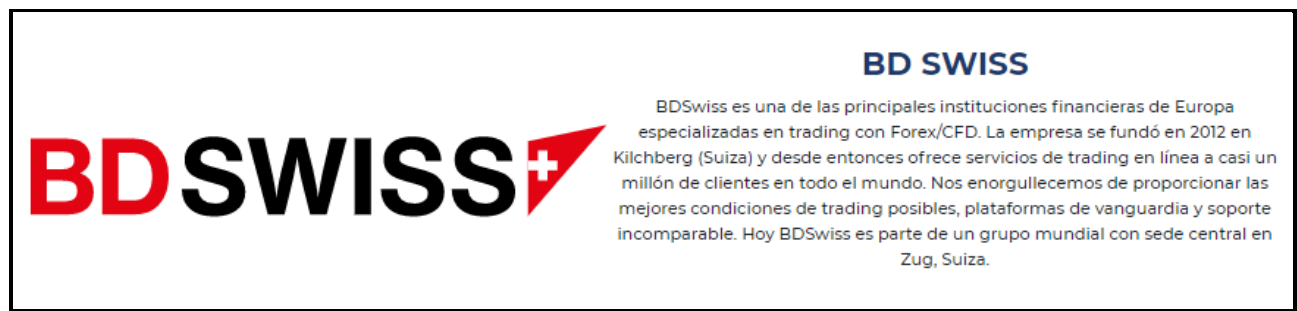 BDSWISS
BD SWISS
BDSwiss es una de las principales instituciones financieras de Europa
especializadas en trading con Forex/CFD. La empresa se fundó en 2012 en
Kilchberg (Suiza) y desde entonces ofrece servicios de trading en línea a casi un
millón de clientes en todo el mundo. Nos enorgullecemos de proporcionar las
mejores condiciones de trading posibles, plataformas de vanguardia y soporte
incomparable. Hoy BDSwiss es parte de un grupo mundial con sede central en
Zug, Suiza.